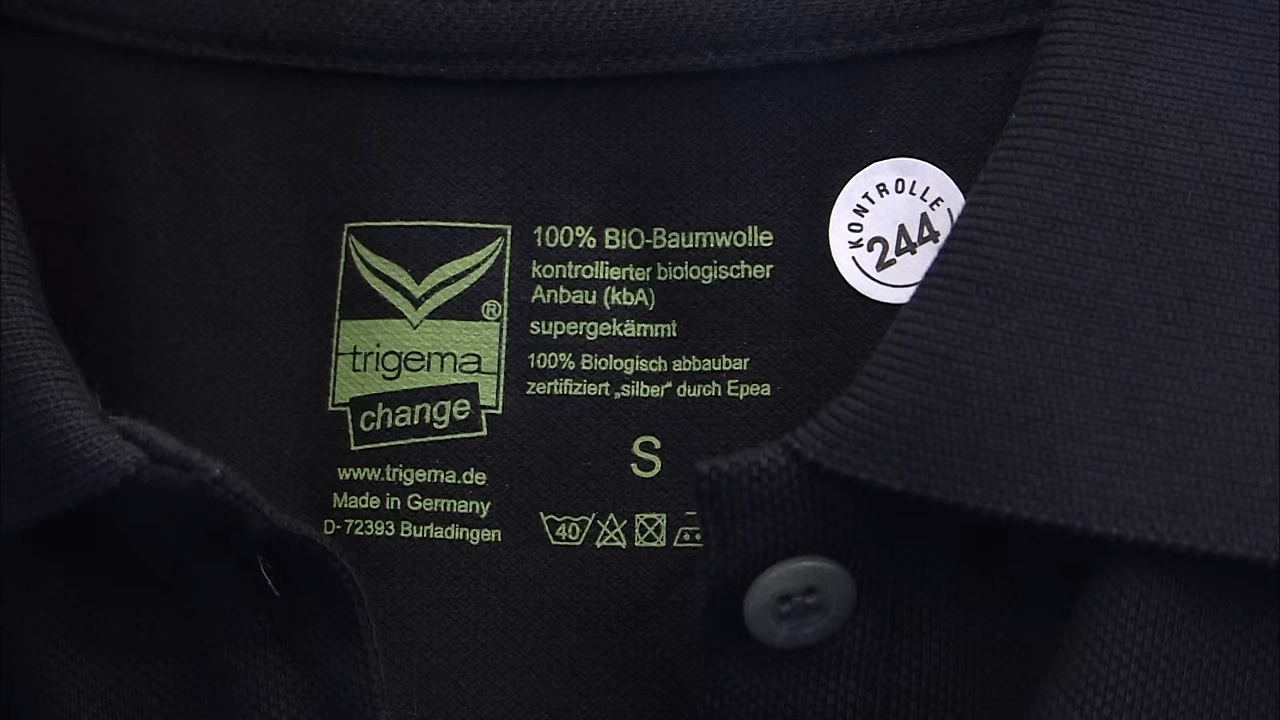 100% BIO-Baumwolle
kontrollierter biologischer
Anbau (kbA)
supergekämmt
100% Biologisch abbaubar
zertifiziert „silber“ durch Epea
®
trigema
change
www.trigema.de
Made in Germany
D-72393 Burladingen
S
40
KONTROLLE
244